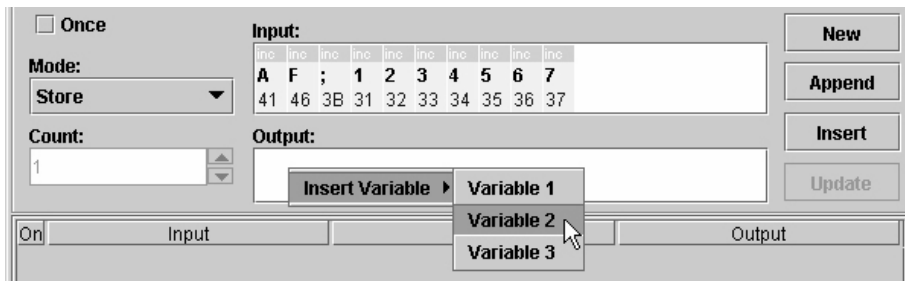 Once
Input:
New
inc inc inc inc inc inc inc inc inc inc
Mode:
A F ; 1 2 3 4 5 6 7
Store
41 46 3B 31 32 33 34 35 36 37
Append
Count:
Output:
Insert
1
Insert Variable
Variable 1
Update
Variable 2
On
Input
Output
Variable 3